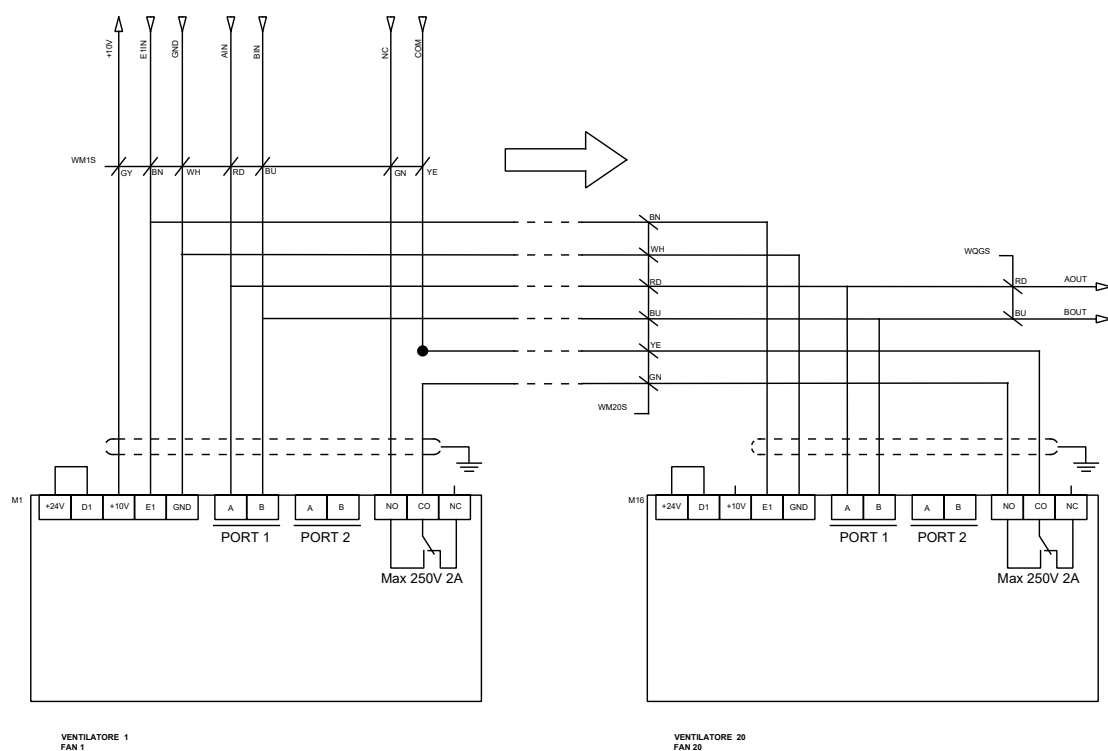 +10V
E1IN
GND
AIN
BIN
NC
COM
WM1S
GY
BN
WH
RD
BU
GN
YE
BN
WH
RD
BU
YE
GN
WM20S
WQGS
RD
AOUT
BU
BOUT
M1
+24V D1 +10V E1 GND A B A B NO CO NC
PORT 1 PORT 2
Max 250V 2A
VENTILATORE 1
FAN 1
M16
+24V D1 +10V E1 GND A B A B NO CO NC
PORT 1 PORT 2
Max 250V 2A
VENTILATORE 20
FAN 20